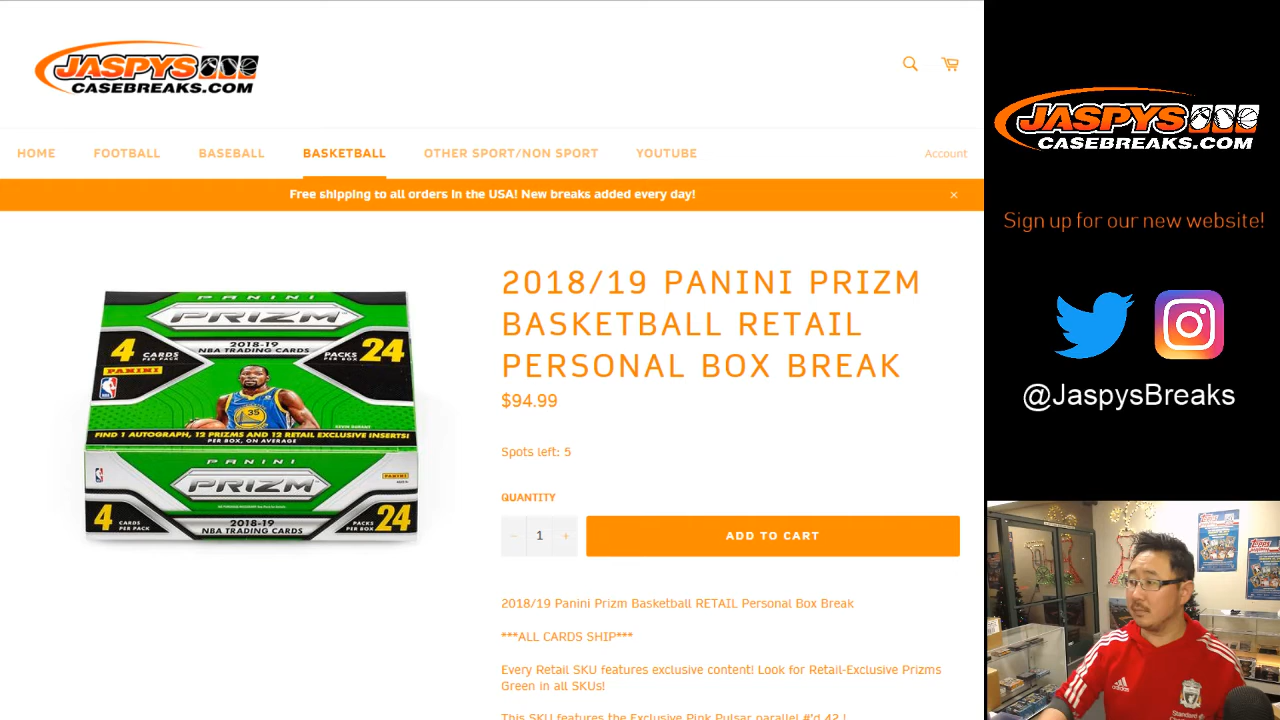 JASPYS
CASEBREAKS.COM
HOME FOOTBALL BASEBALL BASKETBALL OTHER SPORT/NON SPORT YOUTUBE Account
Free shipping to all orders in the USA! New breaks added every day! ×
PANINI
PRIZM
2018-19
NBA TRADING CARDS
4 CARDS PER PACK
PACKS PER BOX 24
PANINI
35
KEVIN DURANT
FIND 1 AUTOGRAPH, 12 PRIZMS AND 12 RETAIL EXCLUSIVE INSERTS!
PER BOX, ON AVERAGE
PANINI
PRIZM
PANINI
4 CARDS PER PACK
2018-19
NBA TRADING CARDS
PACKS PER BOX 24
2018/19 PANINI PRIZM
BASKETBALL RETAIL
PERSONAL BOX BREAK
$94.99
Spots left: 5
QUANTITY
− 1 +
ADD TO CART
2018/19 Panini Prizm Basketball RETAIL Personal Box Break
***ALL CARDS SHIP***
Every Retail SKU features exclusive content! Look for Retail-Exclusive Prizms
Green in all SKUs!
This SKU features the Exclusive Pink Pulsar parallel #'d 42 !
JASPYS
CASEBREAKS.COM
Sign up for our new website!
@JaspysBreaks
Topps
adidas
Standard